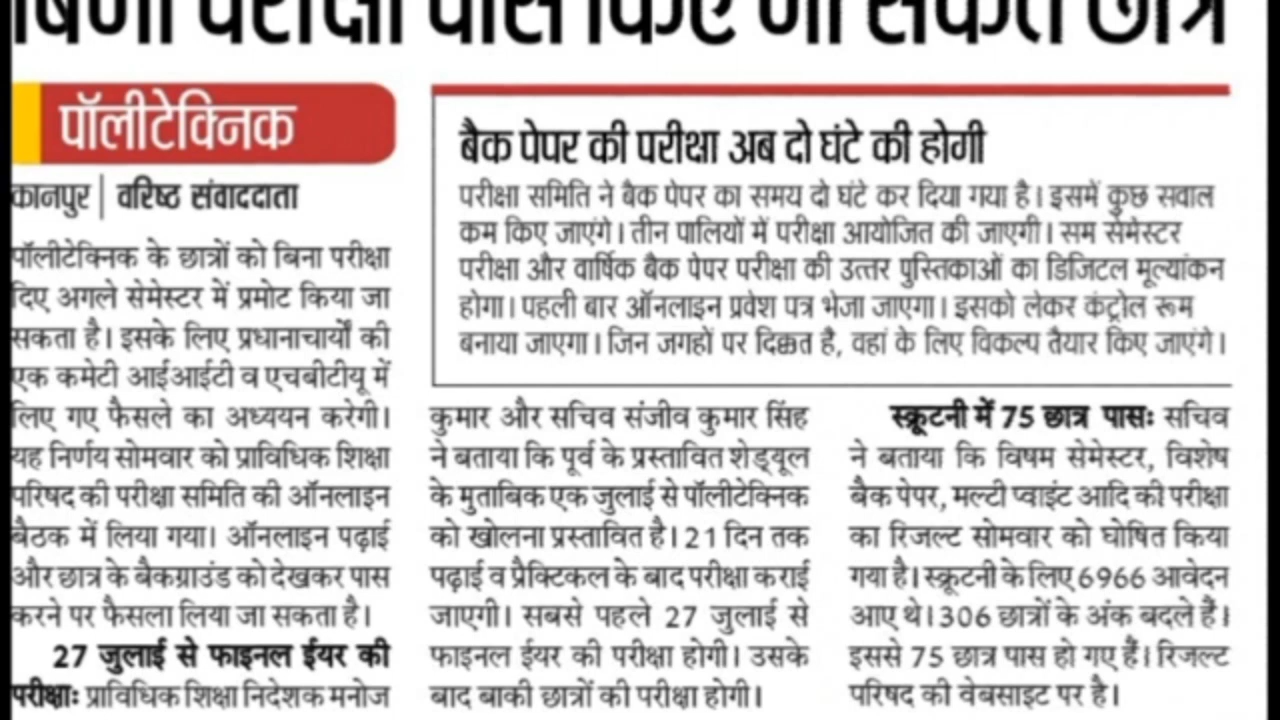 बिना परीक्षा पास किए जा सकते छात्र
पॉलीटेक्निक
कानपुर | वरिष्ठ संवाददाता
पॉलीटेक्निक के छात्रों को बिना परीक्षा
दिए अगले सेमेस्टर में प्रमोट किया जा
सकता है। इसके लिए प्रधानाचार्यों की
एक कमेटी आईआईटी व एचबीटीयू में
लिए गए फैसले का अध्ययन करेगी।
यह निर्णय सोमवार को प्राविधिक शिक्षा
परिषद की परीक्षा समिति की ऑनलाइन
बैठक में लिया गया। ऑनलाइन पढ़ाई
और छात्र के बैकग्राउंड को देखकर पास
करने पर फैसला लिया जा सकता है।
27 जुलाई से फाइनल ईयर की
परीक्षाः प्राविधिक शिक्षा निदेशक मनोज
बैक पेपर की परीक्षा अब दो घंटे की होगी
परीक्षा समिति ने बैक पेपर का समय दो घंटे कर दिया गया है। इसमें कुछ सवाल
कम किए जाएंगे। तीन पालियों में परीक्षा आयोजित की जाएगी। सम सेमेस्टर
परीक्षा और वार्षिक बैक पेपर परीक्षा की उत्तर पुस्तिकाओं का डिजिटल मूल्यांकन
होगा। पहली बार ऑनलाइन प्रवेश पत्र भेजा जाएगा। इसको लेकर कंट्रोल रूम
बनाया जाएगा। जिन जगहों पर दिक्कत है, वहां के लिए विकल्प तैयार किए जाएंगे।
कुमार और सचिव संजीव कुमार सिंह
ने बताया कि पूर्व के प्रस्तावित शेड्यूल
के मुताबिक एक जुलाई से पॉलीटेक्निक
को खोलना प्रस्तावित है। 21 दिन तक
पढ़ाई व प्रैक्टिकल के बाद परीक्षा कराई
जाएगी। सबसे पहले 27 जुलाई से
फाइनल ईयर की परीक्षा होगी। उसके
बाद बाकी छात्रों की परीक्षा होगी।
स्क्रूटनी में 75 छात्र पासः सचिव
ने बताया कि विषम सेमेस्टर, विशेष
बैक पेपर, मल्टी प्वाइंट आदि की परीक्षा
का रिजल्ट सोमवार को घोषित किया
गया है। स्क्रूटनी के लिए 6966 आवेदन
आए थे। 306 छात्रों के अंक बदले हैं।
इससे 75 छात्र पास हो गए हैं। रिजल्ट
परिषद की वेबसाइट पर है।